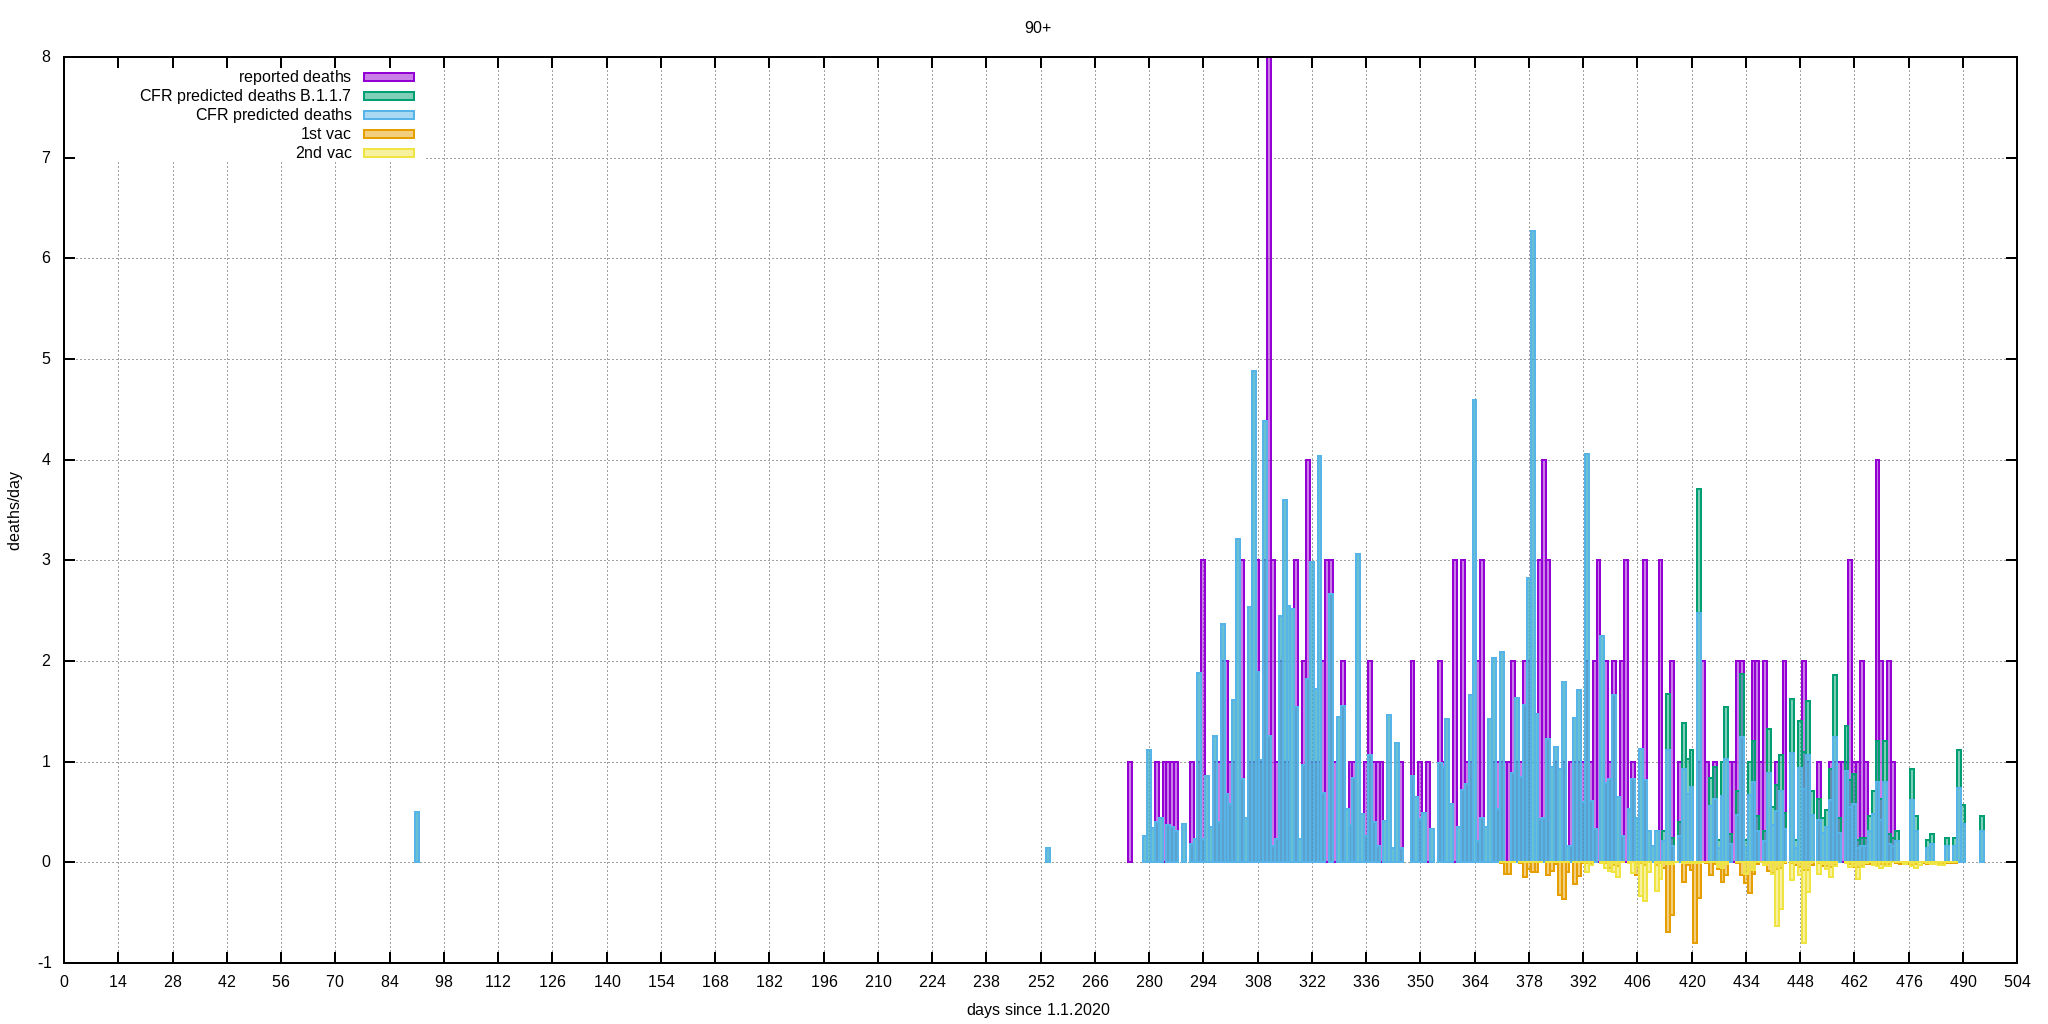 90+
reported deaths
CFR predicted deaths B.1.1.7
CFR predicted deaths
1st vac
2nd vac
8
7
6
5
4
3
2
1
0
-1
deaths/day
0 14 28 42 56 70 84 98 112 126 140 154 168 182 196 210 224 238 252 266 280 294 308 322 336 350 364 378 392 406 420 434 448 462 476 490 504
days since 1.1.2020